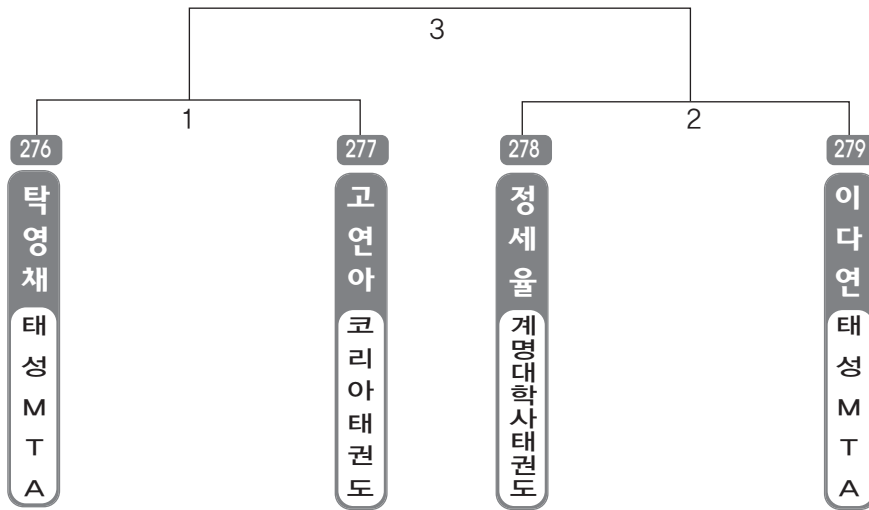 3
1
2
276
탁영채
태성MTA
277
고연아
코리아태권도
278
정세율
계명대학사태권도
279
이다연
태성MTA